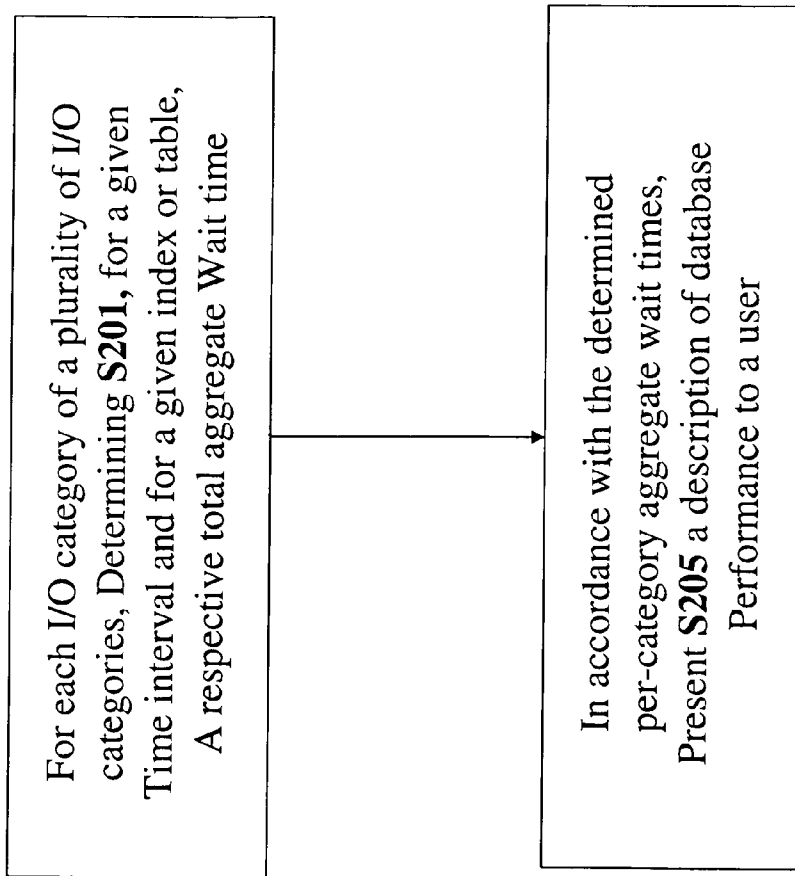 For each I/O category of a plurality of I/O
categories, Determining S201, for a given
Time interval and for a given index or table,
A respective total aggregate Wait time
In accordance with the determined
per-category aggregate wait times,
Present S205 a description of database
Performance to a user